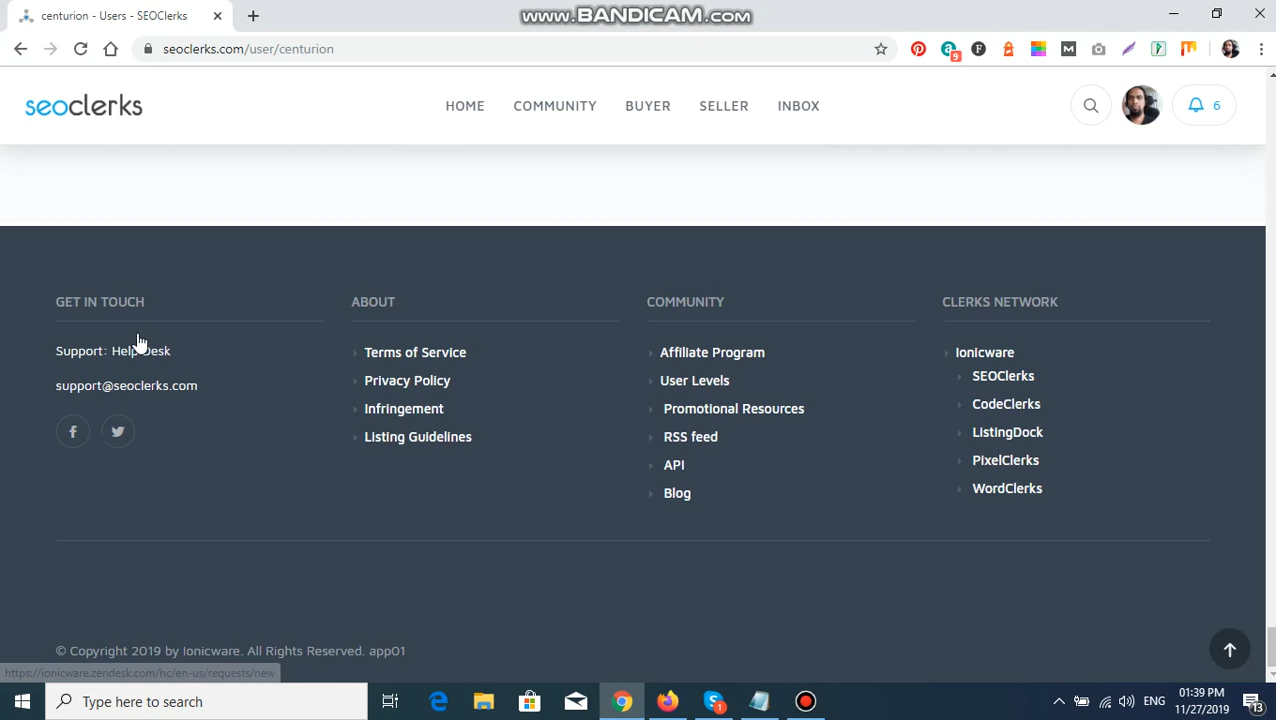 centurion - Users - SEOClerks
www.BANDICAM.com
seoclerks.com/user/centurion
9
seoclerks
HOME
COMMUNITY
BUYER
SELLER
INBOX
6
GET IN TOUCH
Support: Help Desk
support@seoclerks.com
ABOUT
Terms of Service
Privacy Policy
Infringement
Listing Guidelines
COMMUNITY
Affiliate Program
User Levels
Promotional Resources
RSS feed
API
Blog
CLERKS NETWORK
Ionicware
SEOClerks
CodeClerks
ListingDock
PixelClerks
WordClerks
© Copyright 2019 by Ionicware. All Rights Reserved. app01
https://ionicware.zendesk.com/hc/en-us/requests/new
Type here to search
1
ENG
01:39 PM
11/27/2019
13